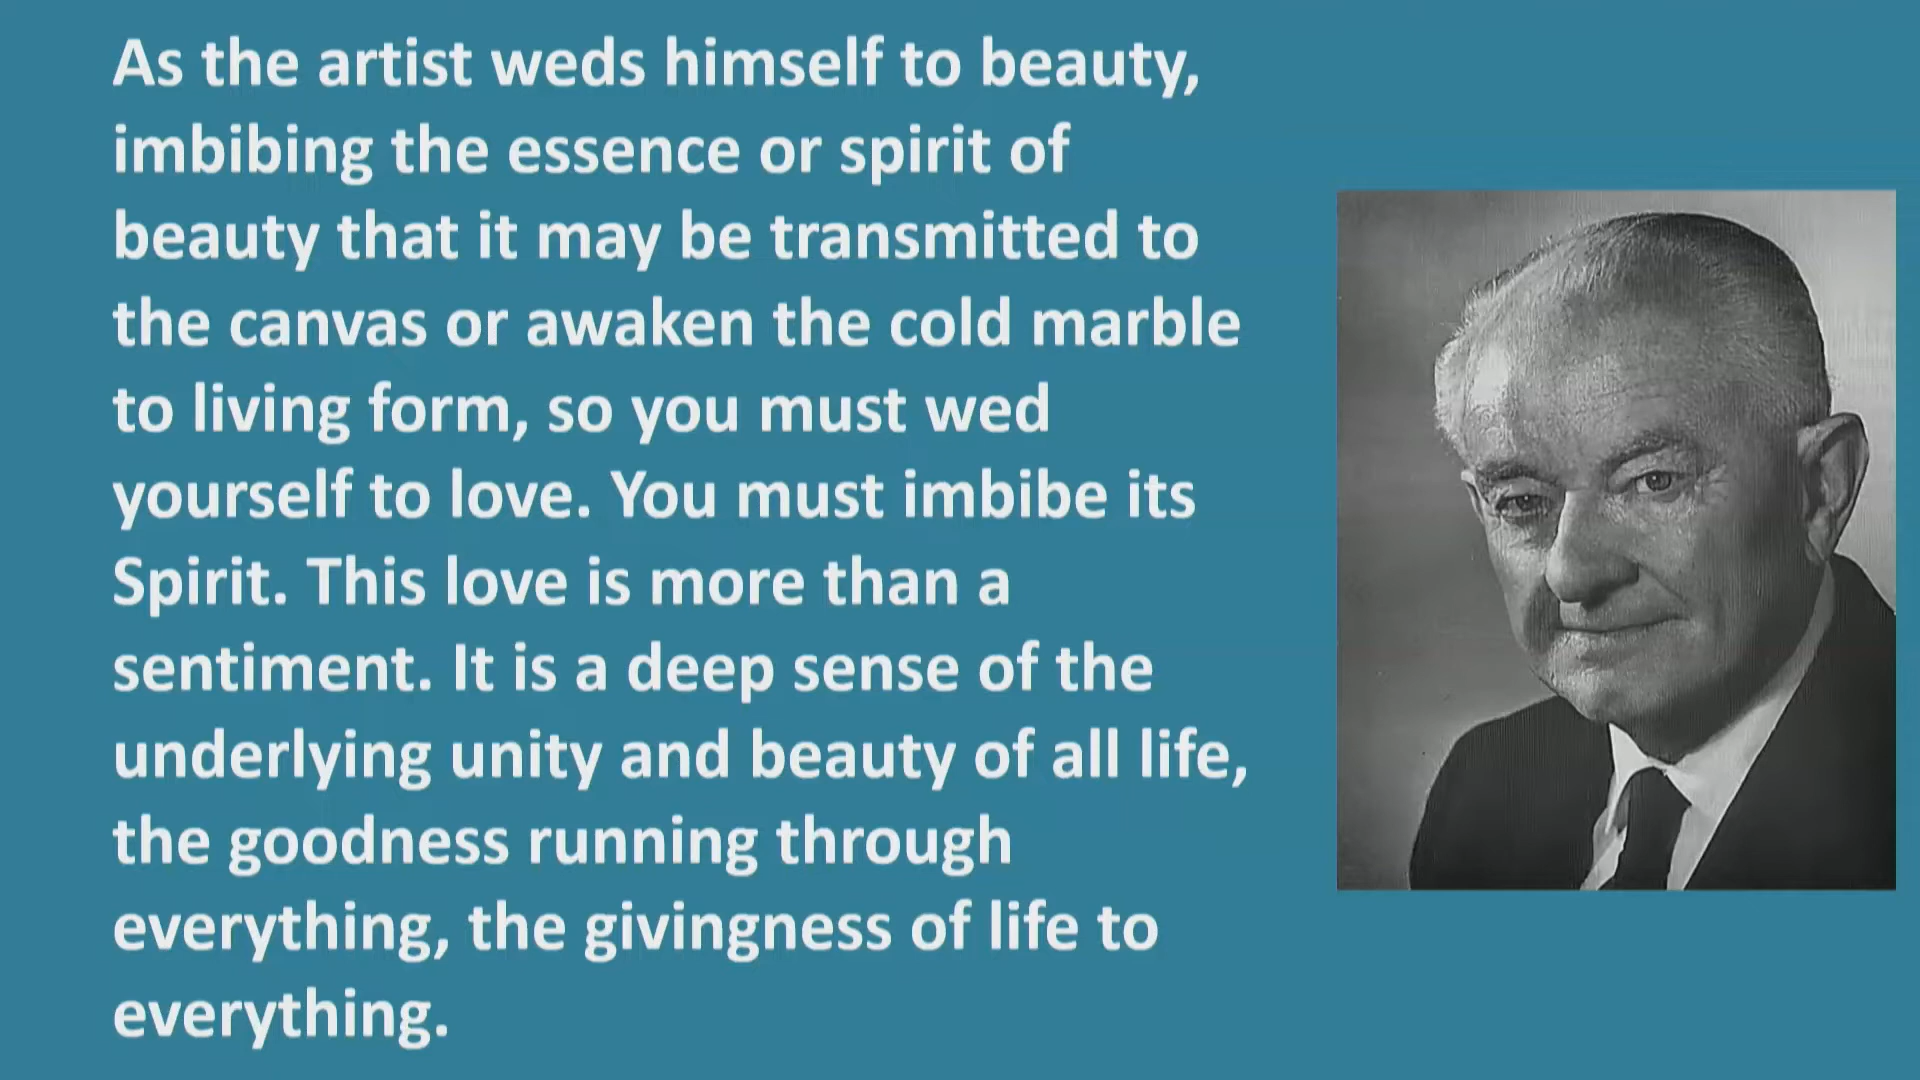 As the artist weds himself to beauty,
imbibing the essence or spirit of
beauty that it may be transmitted to
the canvas or awaken the cold marble
to living form, so you must wed
yourself to love. You must imbibe its
Spirit. This love is more than a
sentiment. It is a deep sense of the
underlying unity and beauty of all life,
the goodness running through
everything, the givingness of life to
everything.